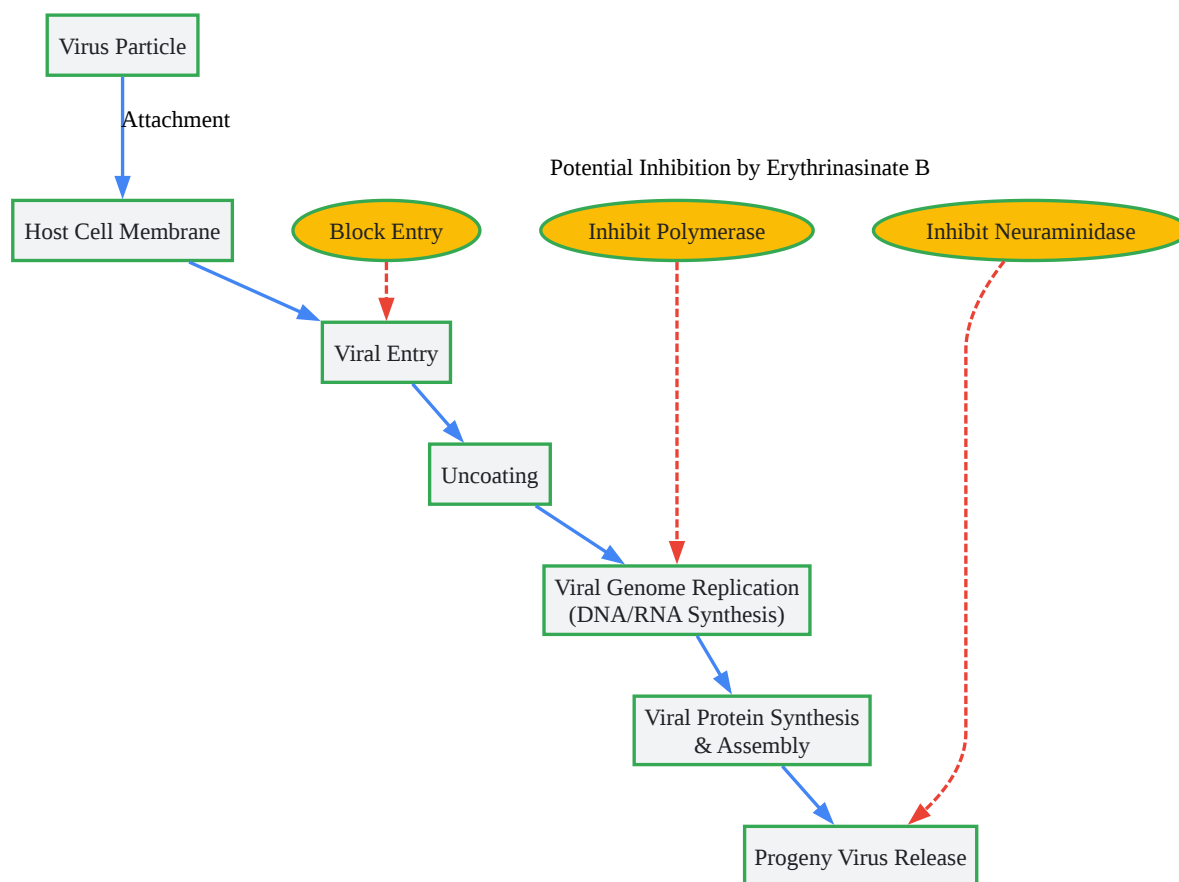 Virus Particle
Attachment
Potential Inhibition by Erythrinasinate B
Host Cell Membrane
Block Entry
Inhibit Polymerase
Inhibit Neuraminidase
Viral Entry
Uncoating
Viral Genome Replication
(DNA/RNA Synthesis)
Viral Protein Synthesis
& Assembly
Progeny Virus Release